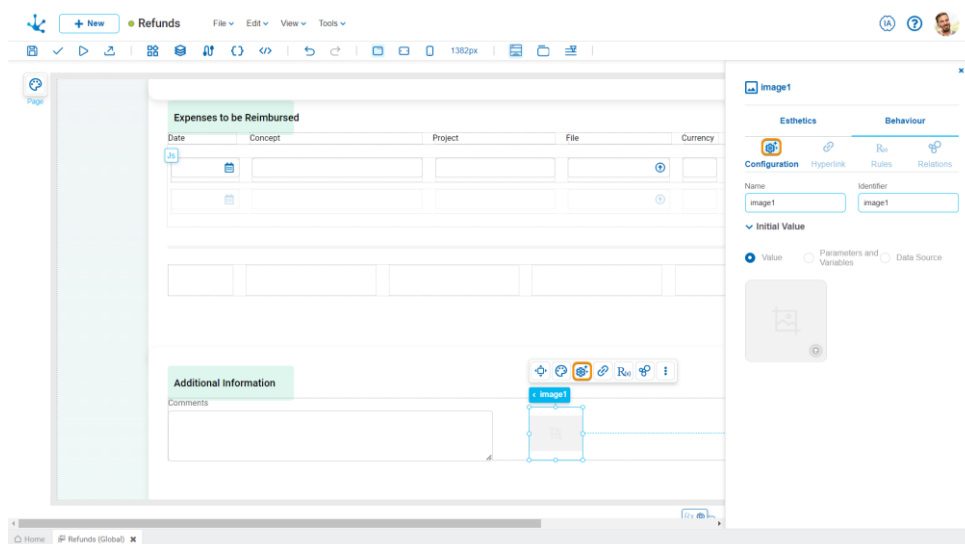 + New
Refunds
File
Edit
View
Tools
IA
?
1382px
Page
Expenses to be Reimbursed
Date
Concept
Project
File
Currency
Js
Additional Information
Comments
R(x)
< image1
image1
Esthetics
Behaviour
R(x)
Configuration
Hyperlink
Rules
Relations
Name
Identifier
image1
image1
Initial Value
Value
Parameters and
Variables
Data Source
Home
Refunds (Global)